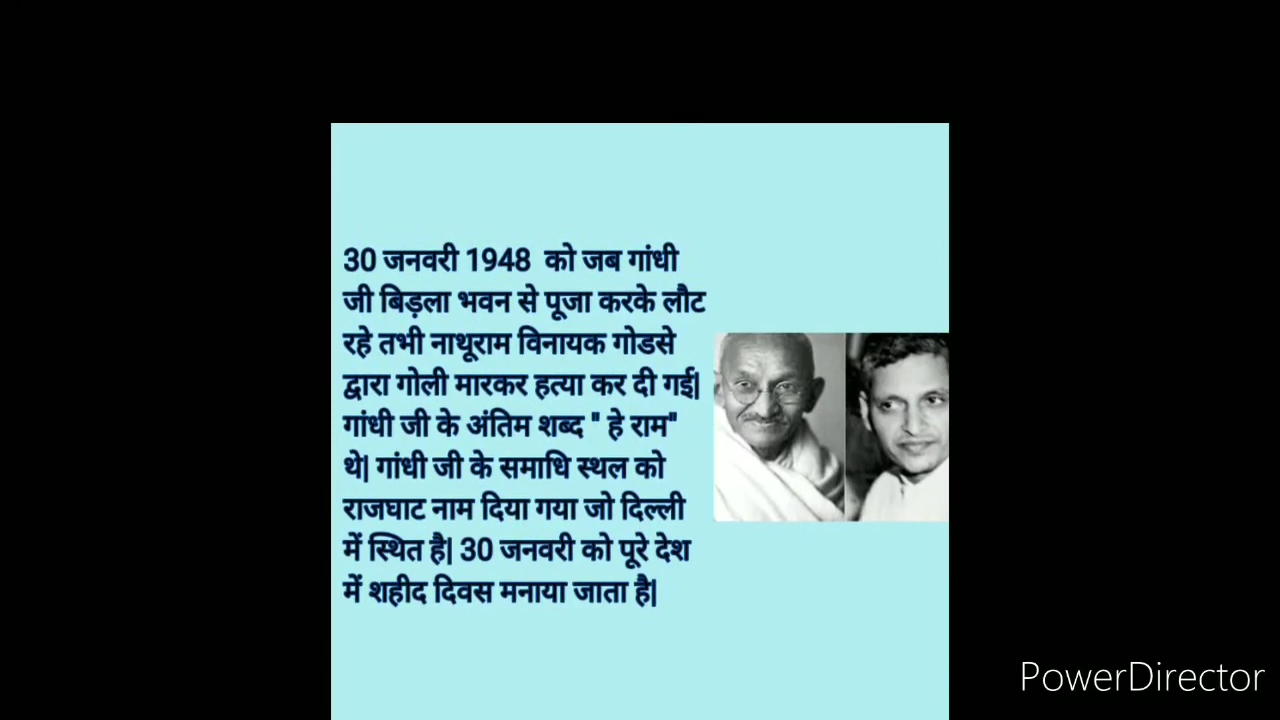 30 जनवरी 1948 को जब गांधी
जी बिड़ला भवन से पूजा करके लौट
रहे तभी नाथूराम विनायक गोडसे
द्वारा गोली मारकर हत्या कर दी गई|
गांधी जी के अंतिम शब्द " हे राम"
थे| गांधी जी के समाधि स्थल को
राजघाट नाम दिया गया जो दिल्ली
में स्थित है| 30 जनवरी को पूरे देश
में शहीद दिवस मनाया जाता है|
PowerDirector